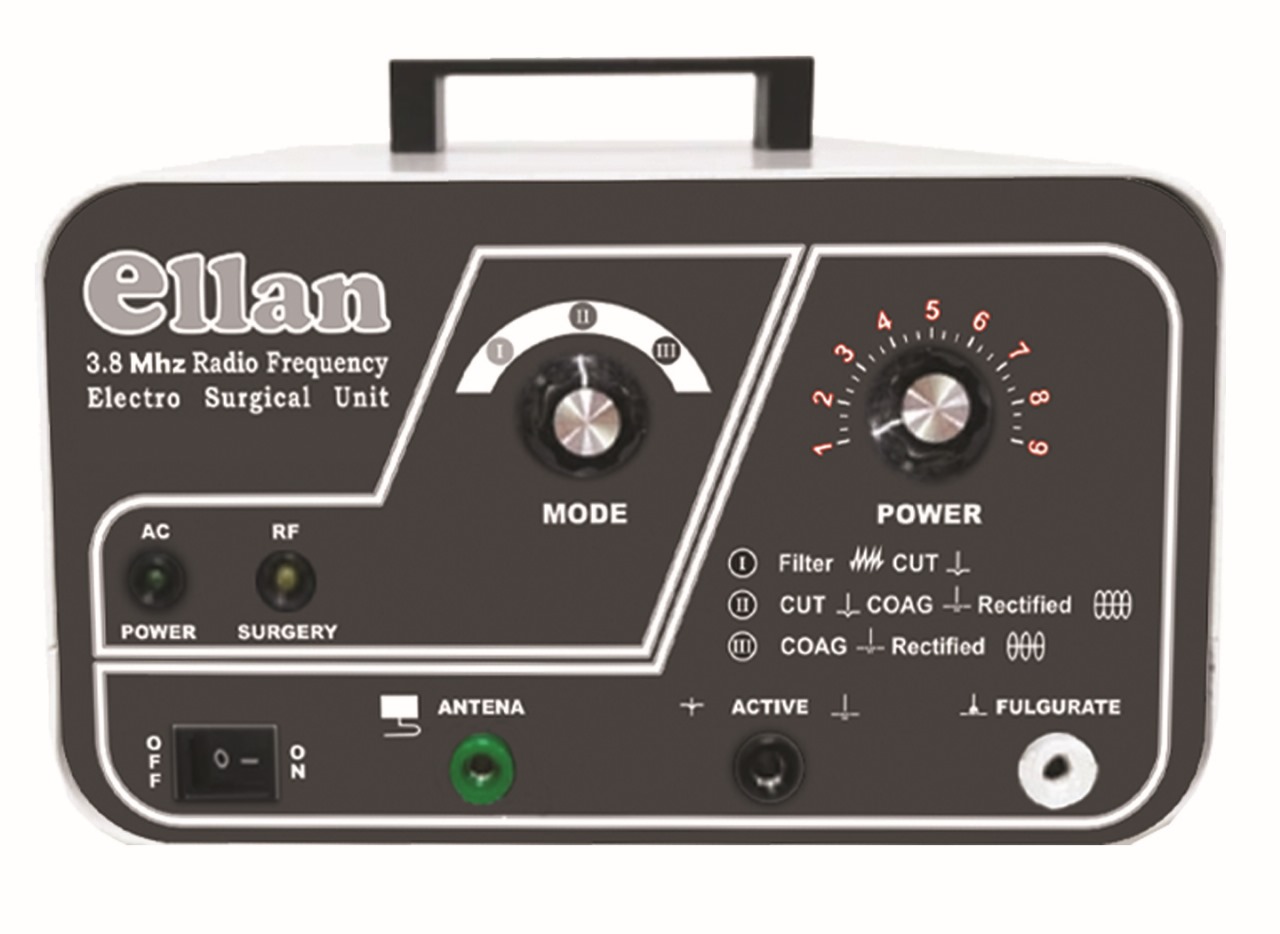 ellan
3.8 Mhz Radio Frequency
Electro Surgical Unit
I
II
III
MODE
1
2
3
4
5
6
7
8
9
POWER
AC
RF
POWER
SURGERY
I Filter CUT
II CUT COAG Rectified
III COAG Rectified
OFF
ON
ANTENA
ACTIVE
FULGURATE